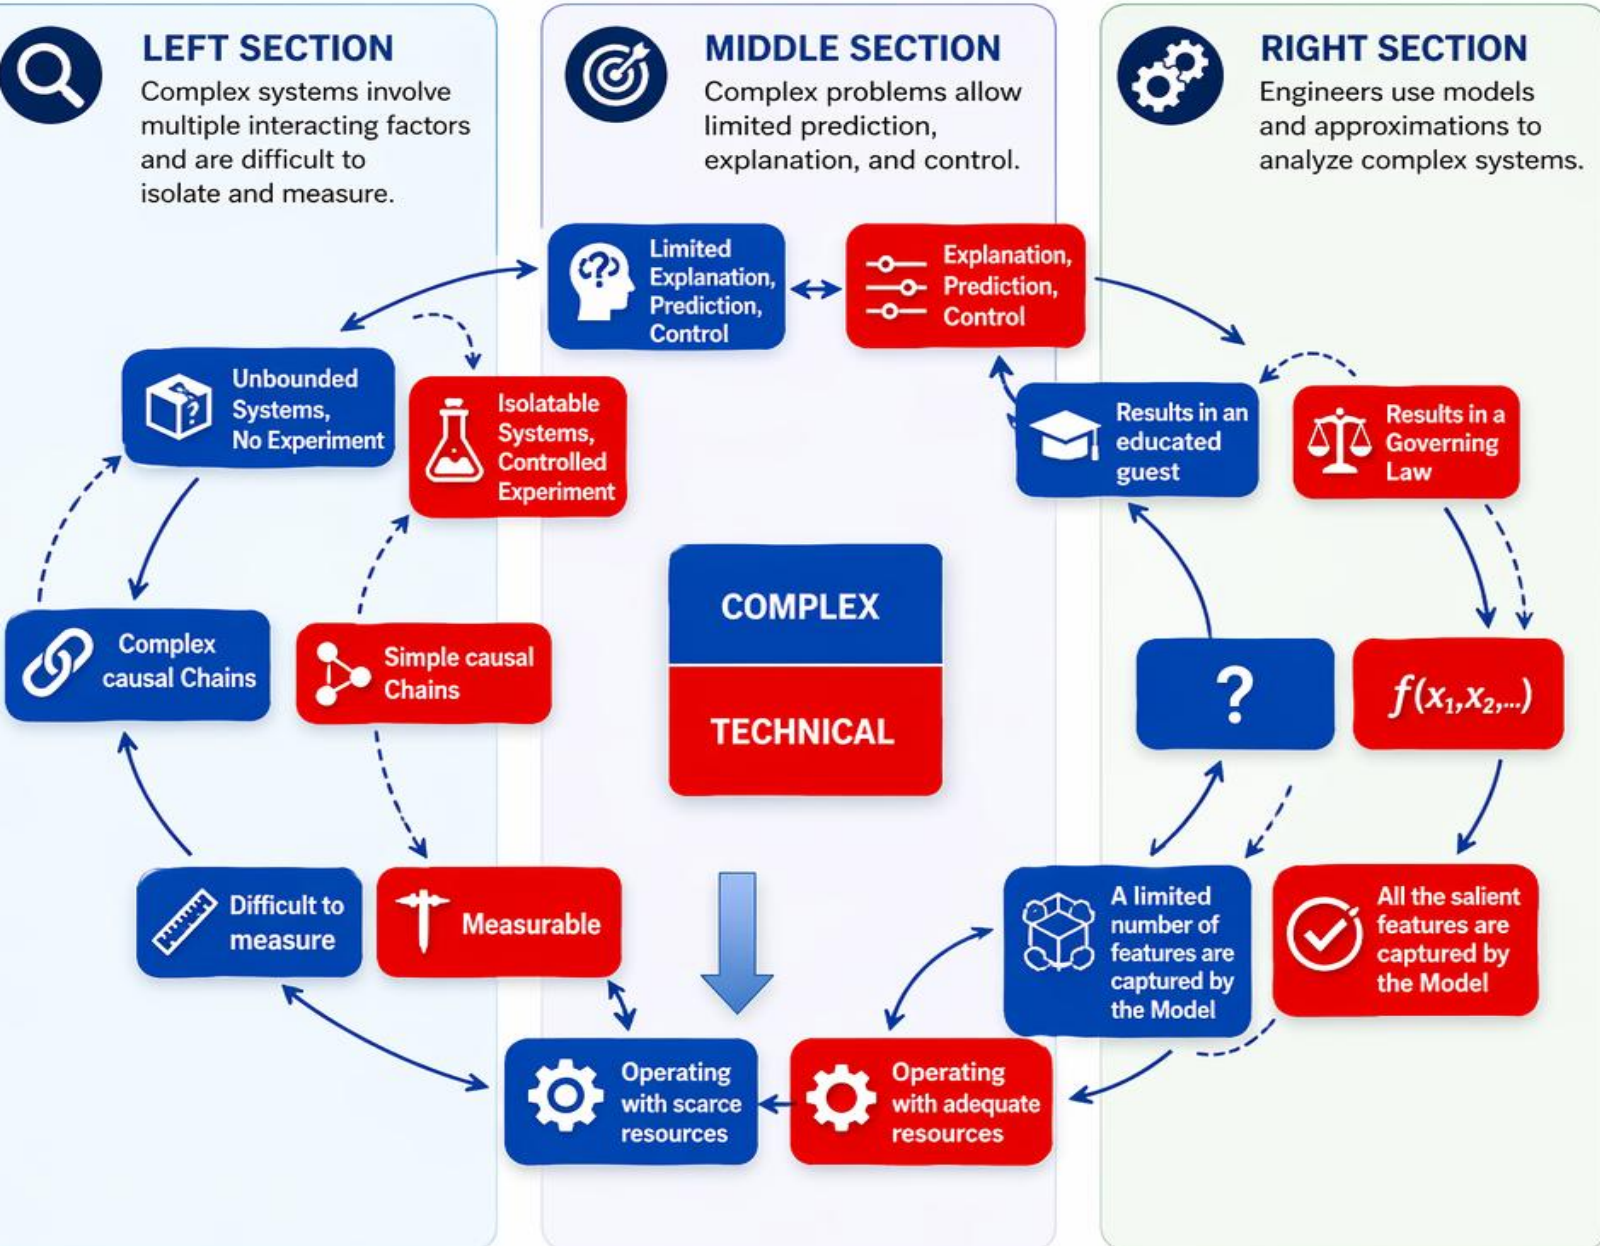 LEFT SECTION
Complex systems involve
multiple interacting factors
and are difficult to
isolate and measure.
MIDDLE SECTION
Complex problems allow
limited prediction,
explanation, and control.
RIGHT SECTION
Engineers use models
and approximations to
analyze complex systems.
Limited
Explanation,
Prediction,
Control
Explanation,
Prediction,
Control
Unbounded
Systems,
No Experiment
Isolatable
Systems,
Controlled
Experiment
Results in an
educated
guest
Results in a
Governing
Law
Complex
causal Chains
Simple causal
Chains
COMPLEX
TECHNICAL
?
f(x₁,x₂,...)
Difficult to
measure
Measurable
A limited
number of
features are
captured by
the Model
All the salient
features are
captured by
the Model
Operating
with scarce
resources
Operating
with adequate
resources